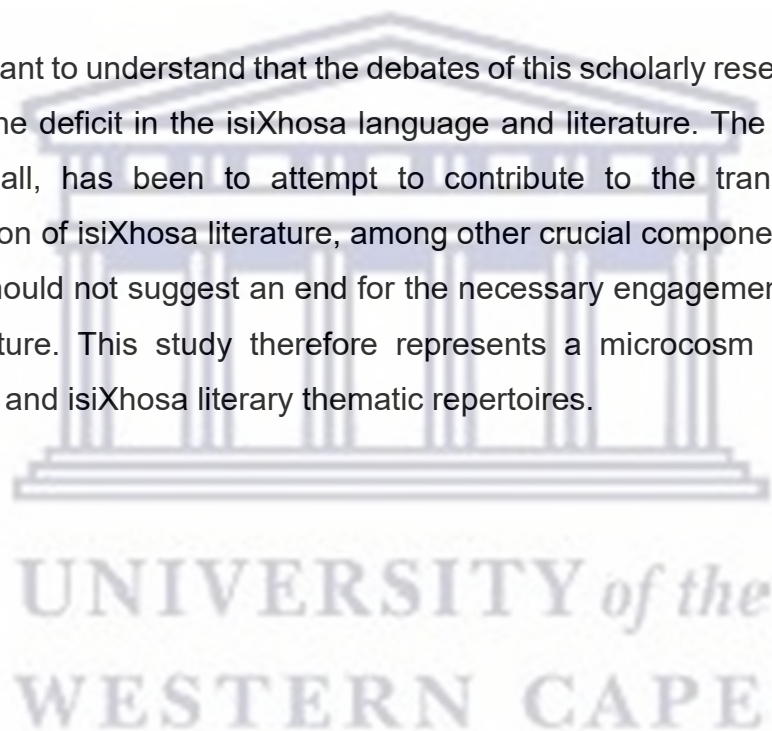 ant to understand that the debates of this scholarly rese
ne deficit in the isiXhosa language and literature. The
all, has been to attempt to contribute to the tran
on of isiXhosa literature, among other crucial compone
hould not suggest an end for the necessary engagemen
ture. This study therefore represents a microcosm
and isiXhosa literary thematic repertoires.
UNIVERSITY of the
WESTERN CAPE